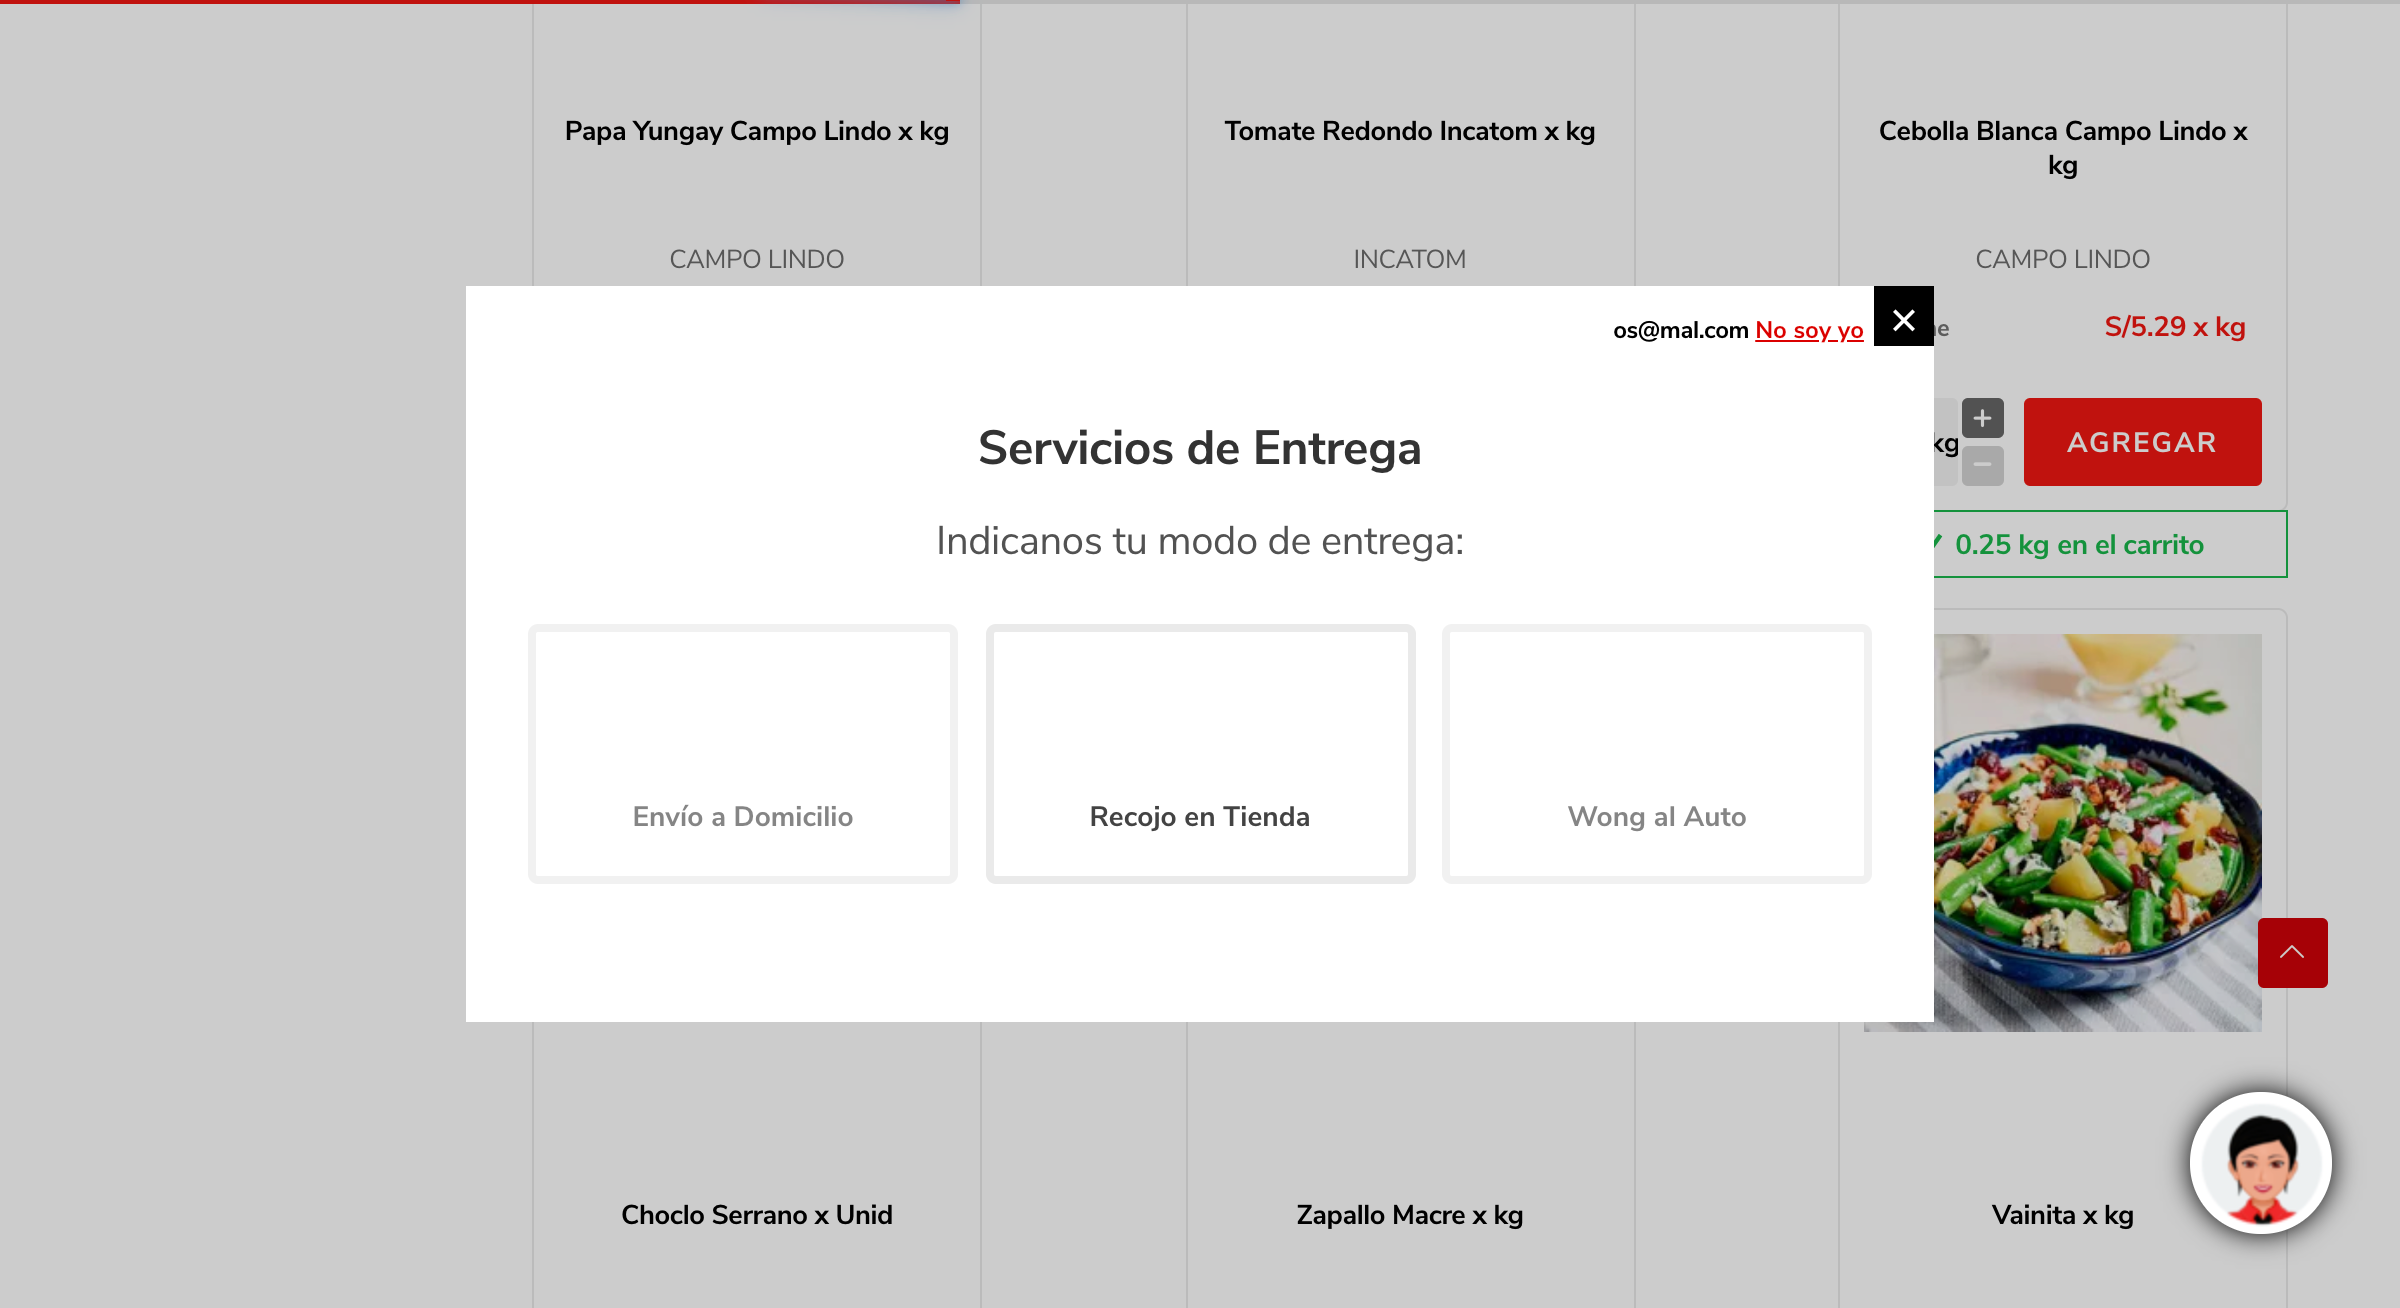 Papa Yungay Campo Lindo x kg
Tomate Redondo Incatom x kg
Cebolla Blanca Campo Lindo x
kg
CAMPO LINDO
INCATOM
CAMPO LINDO
os@mal.com No soy yo
S/5.29 x kg
Servicios de Entrega
kg
AGREGAR
Indicanos tu modo de entrega:
0.25 kg en el carrito
Envío a Domicilio
Recojo en Tienda
Wong al Auto
Choclo Serrano x Unid
Zapallo Macre x kg
Vainita x kg